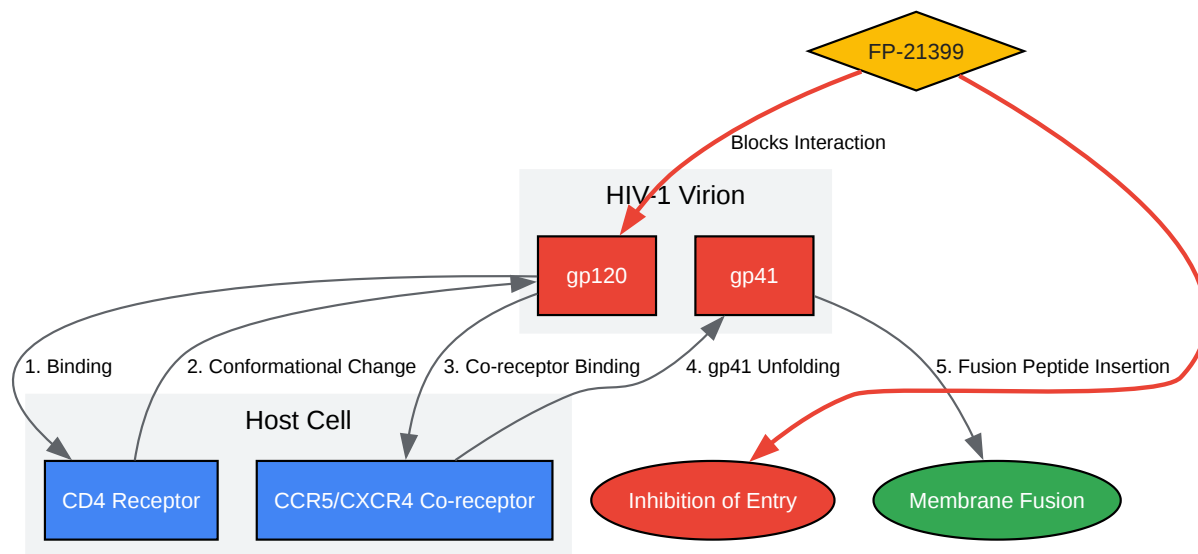 FP-21399
Blocks Interaction
HIV-1 Virion
gp120
gp41
1. Binding
2. Conformational Change
3. Co-receptor Binding
4. gp41 Unfolding
5. Fusion Peptide Insertion
Host Cell
CD4 Receptor
CCR5/CXCR4 Co-receptor
Inhibition of Entry
Membrane Fusion